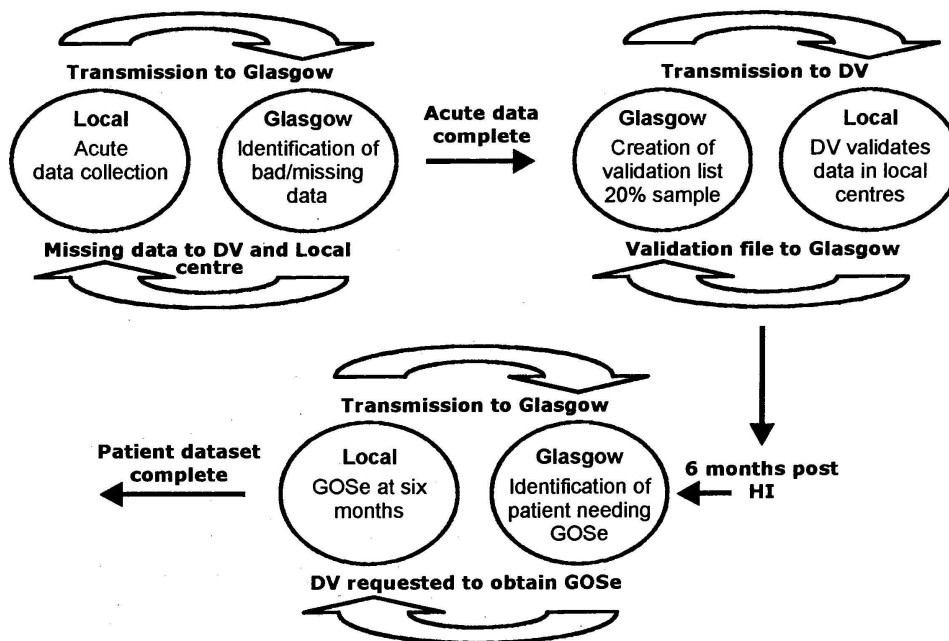 Transmission to Glasgow
Local
Acute
data collection
Glasgow
Identification of
bad/missing
data
Missing data to DV and Local
centre
Acute data
complete
Transmission to DV
Glasgow
Creation of
validation list
20% sample
Local
DV validates
data in local
centres
Validation file to Glasgow
6 months post
HI
Transmission to Glasgow
Local
GOSe at six
months
Glasgow
Identification of
patient needing
GOSe
DV requested to obtain GOSe
Patient dataset
complete